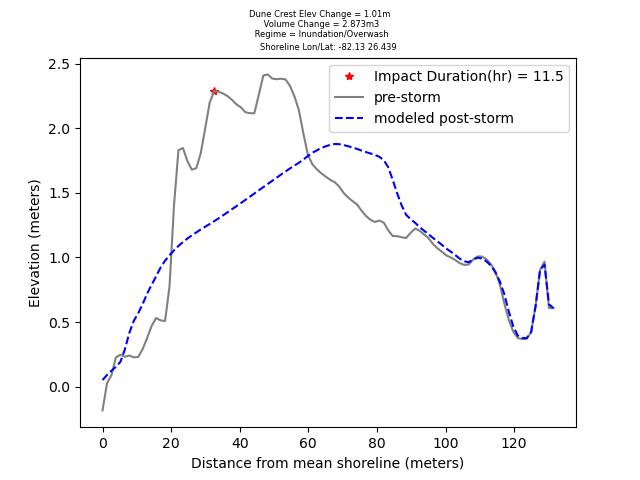 Dune Crest Elev Change = 1.01m
Volume Change = 2.873m3
Regime = Inundation/Overwash
Shoreline Lon/Lat: -82.13 26.439
Impact Duration(hr) = 11.5
pre-storm
modeled post-storm
2.5
2.0
1.5
1.0
0.5
0.0
Elevation (meters)
0 20 40 60 80 100 120
Distance from mean shoreline (meters)